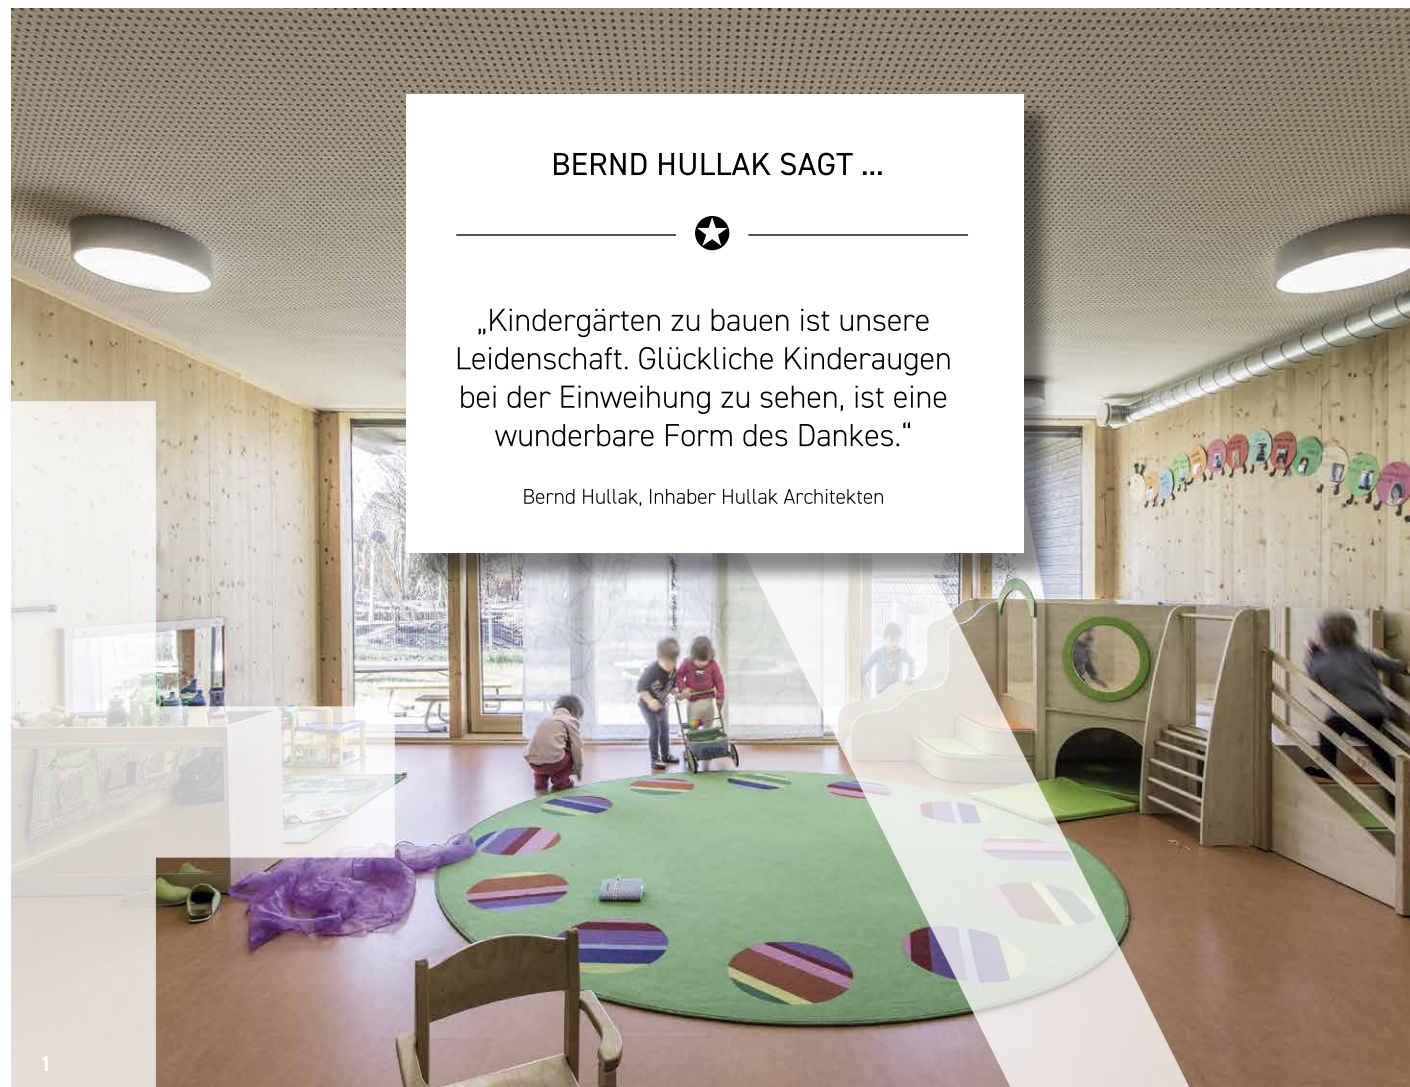 BERND HULLAK SAGT ...
„Kindergärten zu bauen ist unsere
Leidenschaft. Glückliche Kinderaugen
bei der Einweihung zu sehen, ist eine
wunderbare Form des Dankes.“
Bernd Hullak, Inhaber Hullak Architekten
1